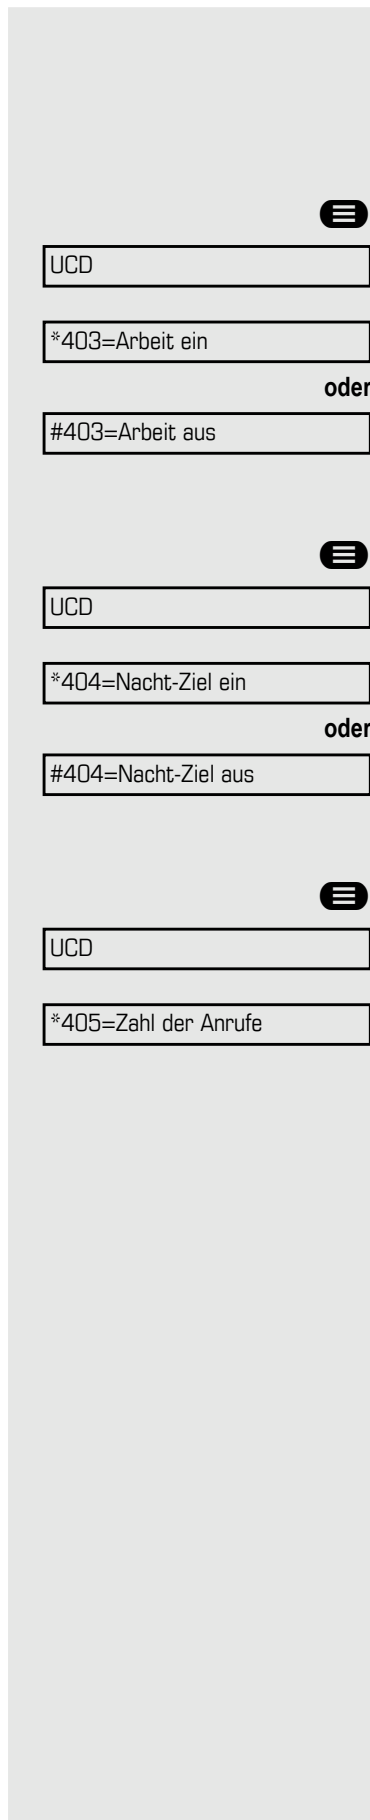 UCD
*403=Arbeit ein
oder
#403=Arbeit aus
UCD
*404=Nacht-Ziel ein
oder
#404=Nacht-Ziel aus
UCD
*405=Zahl der Anrufe